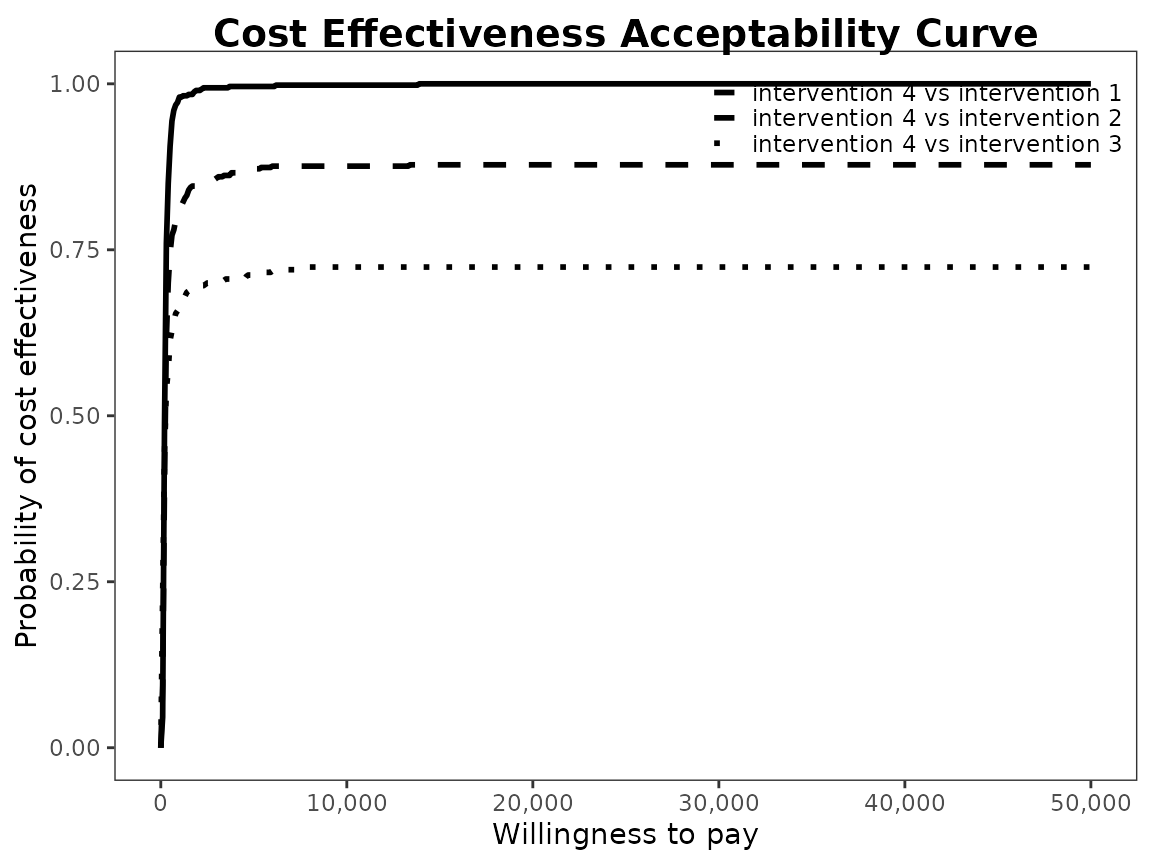 Cost Effectiveness Acceptability Curve
Probability of cost effectiveness
1.00
0.75
0.50
0.25
0.00
intervention 4 vs intervention 1
intervention 4 vs intervention 2
intervention 4 vs intervention 3
0 10,000 20,000 30,000 40,000 50,000
Willingness to pay